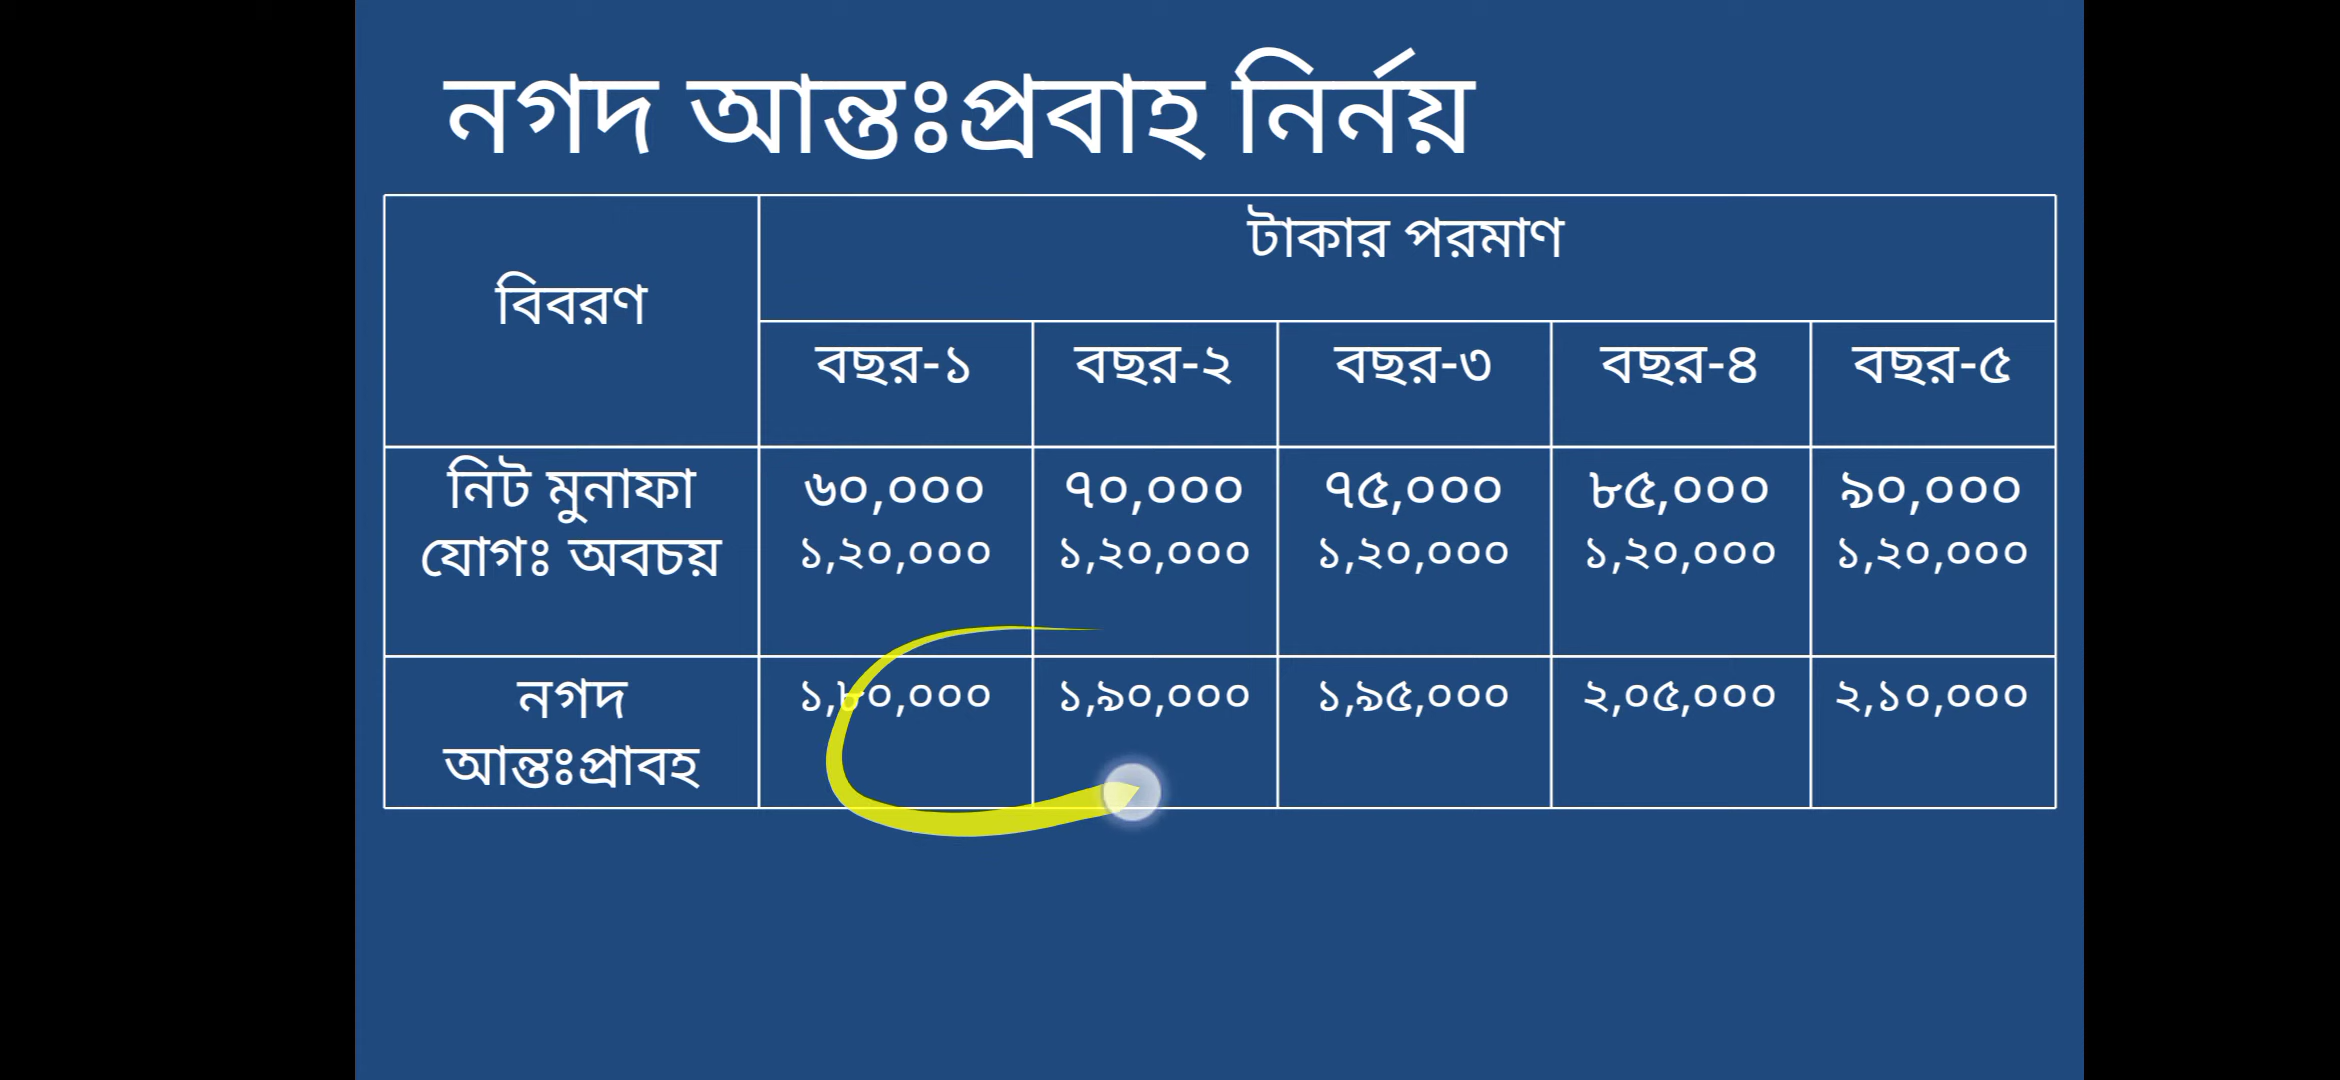 নগদ আন্তঃপ্রবাহ নির্নয়
বিবরণ
টাকার পরমাণ
বছর-১ বছর-২ বছর-৩ বছর-৪ বছর-৫
নিট মুনাফা ৬০,০০০ ৭০,০০০ ৭৫,০০০ ৮৫,০০০ ৯০,০০০
যোগঃ অবচয় ১,২০,০০০ ১,২০,০০০ ১,২০,০০০ ১,২০,০০০ ১,২০,০০০
নগদ ১,৮০,০০০ ১,৯০,০০০ ১,৯৫,০০০ ২,০৫,০০০ ২,১০,০০০
আন্তঃপ্রাবহ